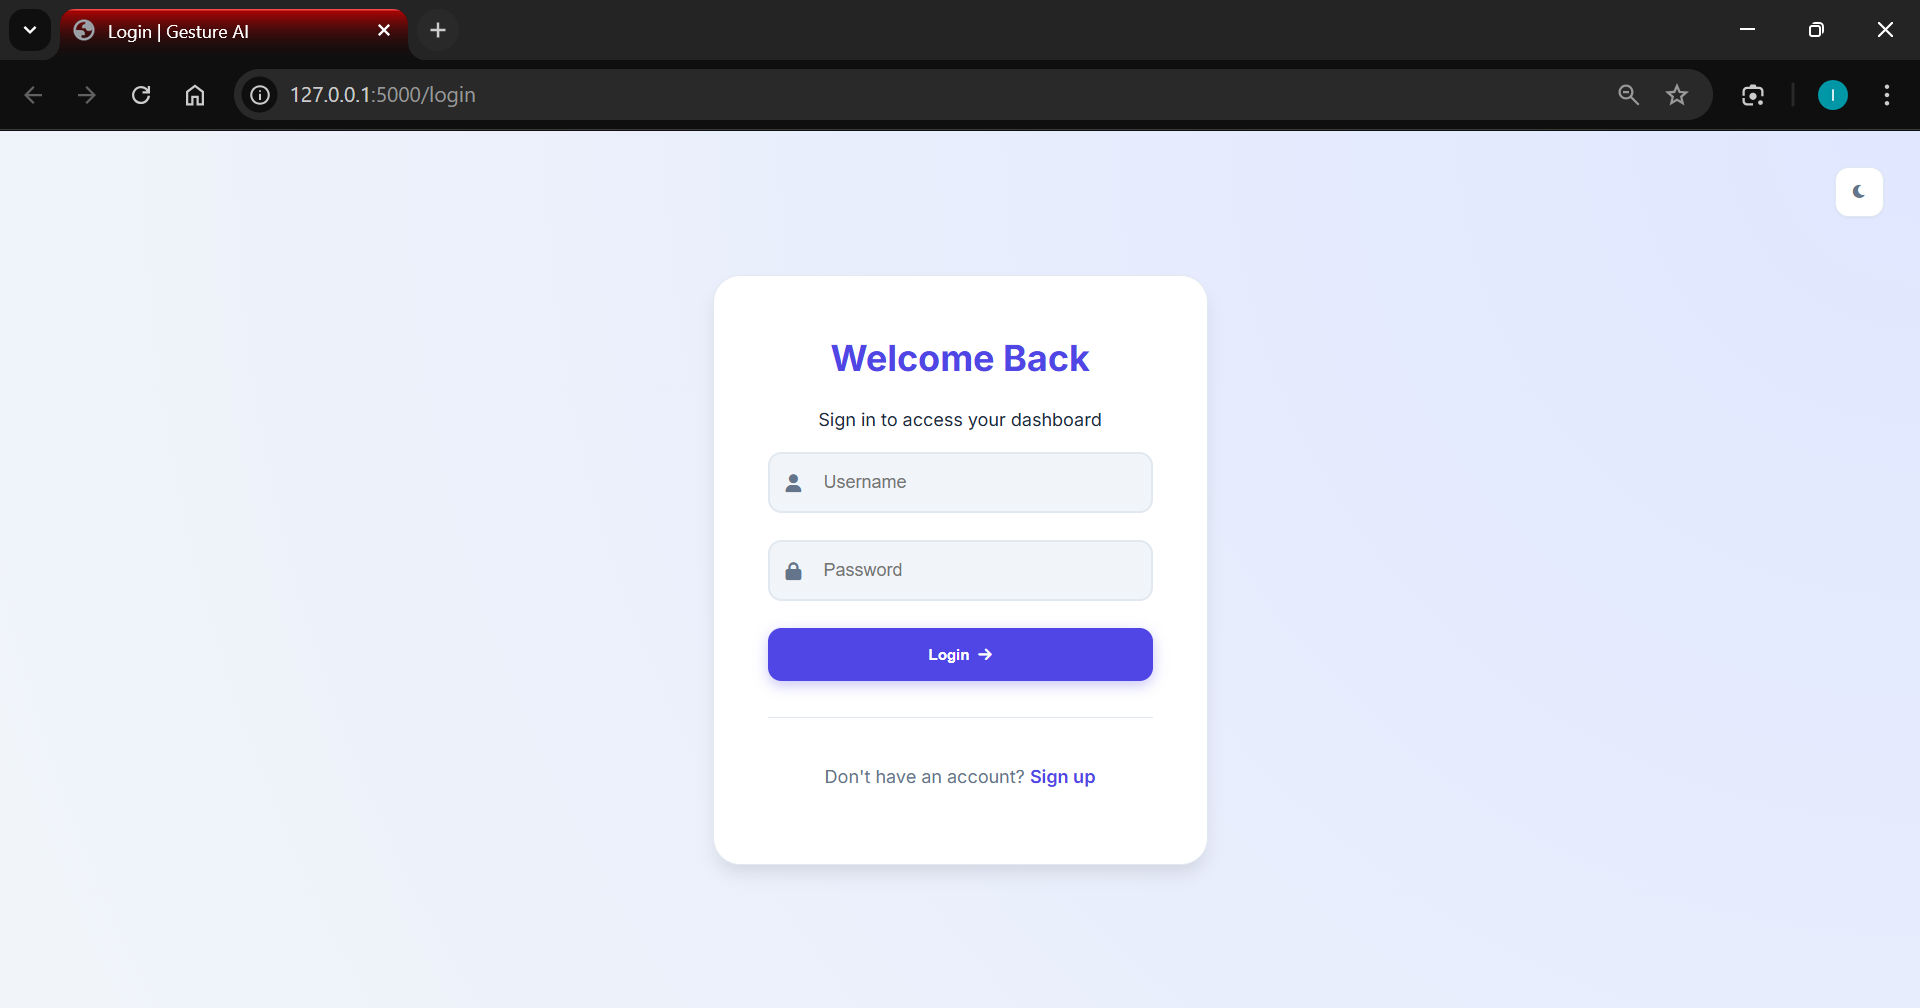 Login | Gesture AI
127.0.0.1:5000/login
I
Welcome Back
Sign in to access your dashboard
Username
Password
Login →
Don't have an account? Sign up